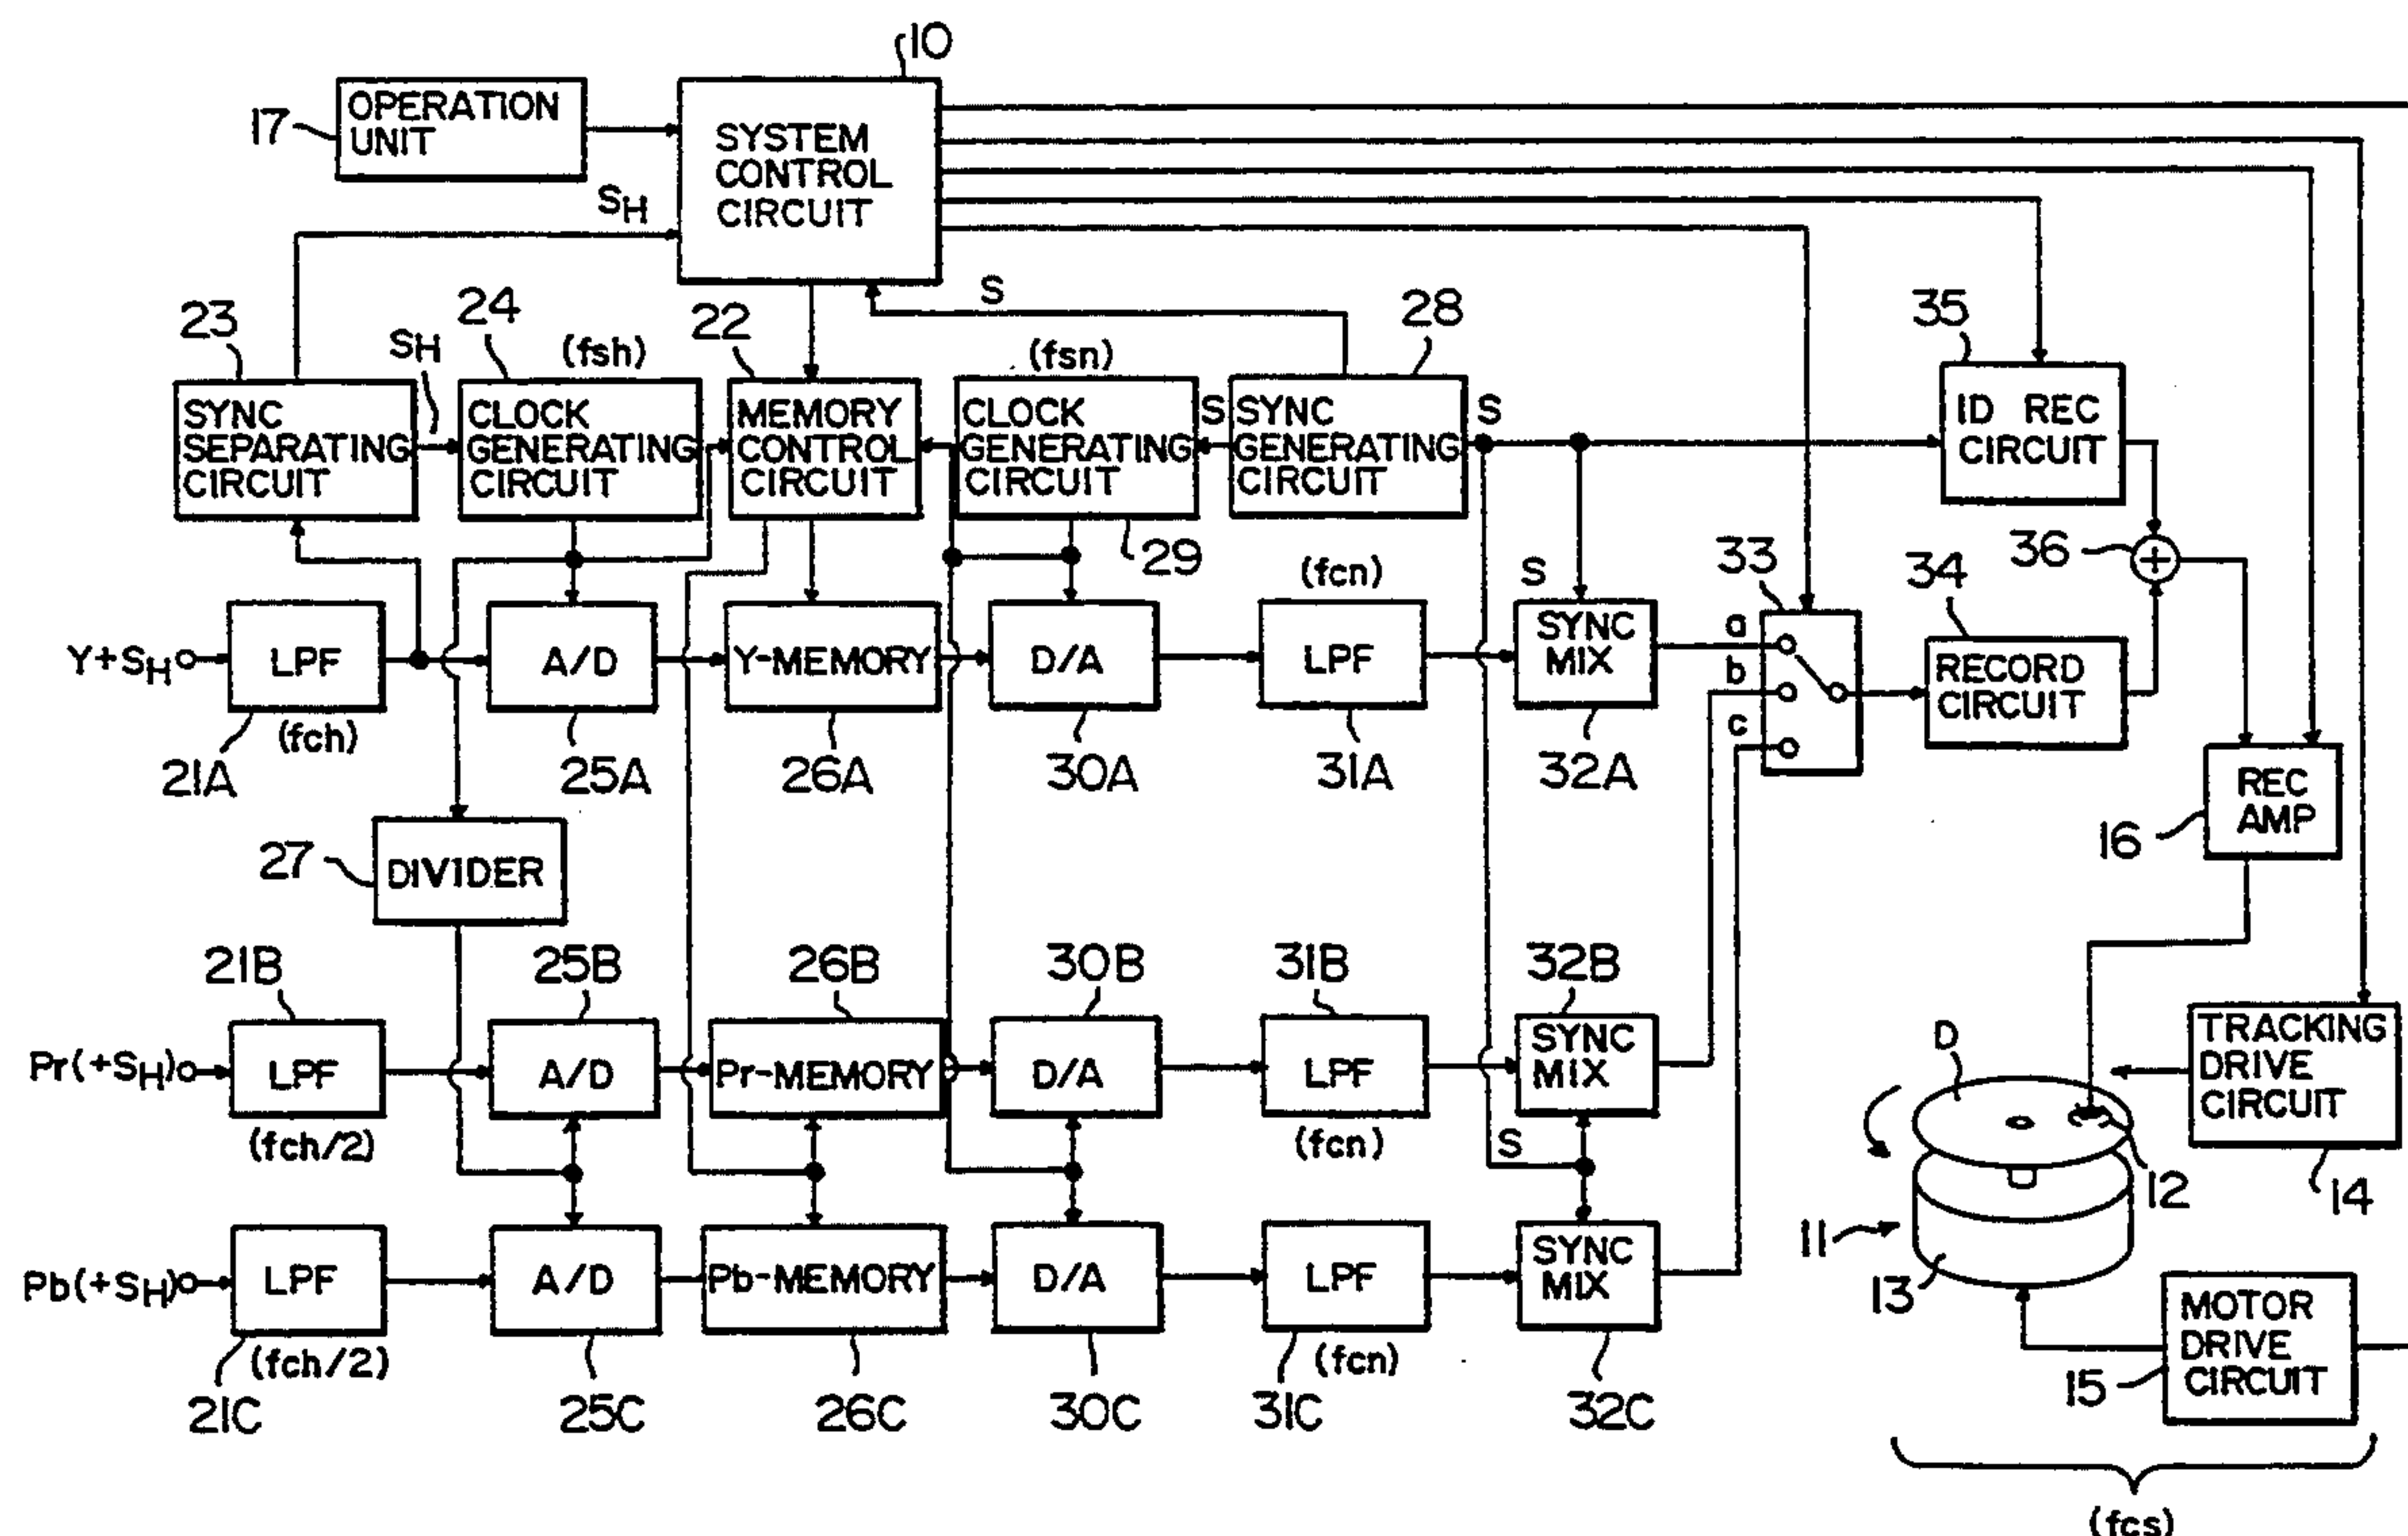 10
OPERATION
UNIT
17
SYSTEM
CONTROL
CIRCUIT
SH
S
23
24
(fsh)
22
(fsn)
28
35
SH
SYNC
SEPARATING
CIRCUIT
CLOCK
GENERATING
CIRCUIT
MEMORY
CONTROL
CIRCUIT
CLOCK
GENERATING
CIRCUIT
S
SYNC
GENERATING
CIRCUIT
S
ID REC
CIRCUIT
29
36
33
34
(fcn)
S
Y+SH
LPF
A/D
Y-MEMORY
D/A
LPF
SYNC
MIX
a
b
c
RECORD
CIRCUIT
(fch)
21A
25A
26A
30A
31A
32A
REC
AMP
16
27
DIVIDER
21B
25B
26B
30B
31B
32B
Pr(+SH)
LPF
A/D
Pr-MEMORY
D/A
LPF
SYNC
MIX
D
TRACKING
DRIVE
CIRCUIT
(fch/2)
(fcn)
S
12
14
11
13
Pb(+SH)
LPF
A/D
Pb-MEMORY
D/A
LPF
SYNC
MIX
MOTOR
DRIVE
CIRCUIT
15
(fch/2)
(fcn)
21C
25C
26C
30C
31C
32C
(fcs)